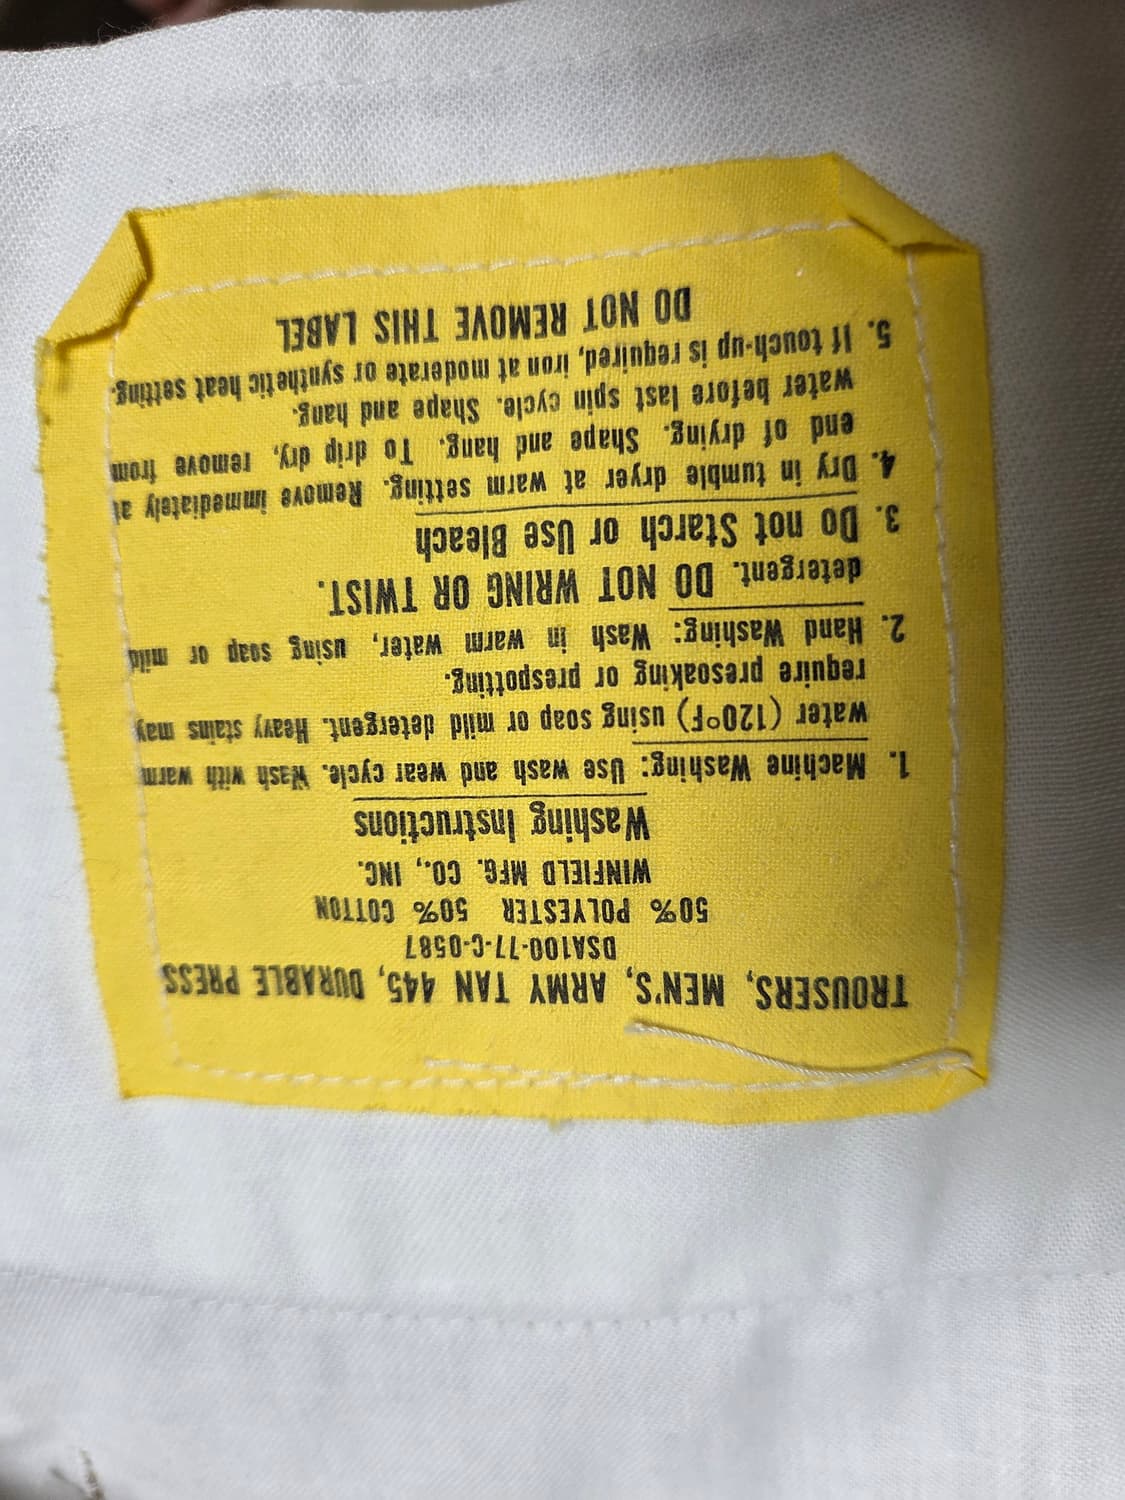 TROUSERS, MEN'S, ARMY TAN 445, DURABLE PRESS
DSA100-77-C-0587
50% POLYESTER 50% COTTON
WINFIELD MFG. CO., INC.
Washing Instructions
1. Machine Washing: Use wash and wear cycle. Wash with warm
water (120°F) using soap or mild detergent. Heavy stains may
require presoaking or prespotting.
2. Hand Washing: Wash in warm water, using soap or mild
detergent. DO NOT WRING OR TWIST.
3. Do not Starch or Use Bleach
4. Dry in tumble dryer at warm setting. Remove immediately at
end of drying. Shape and hang. To drip dry, remove from
water before last spin cycle. Shape and hang.
5. If touch-up is required, iron at moderate or synthetic heat setting.
DO NOT REMOVE THIS LABEL